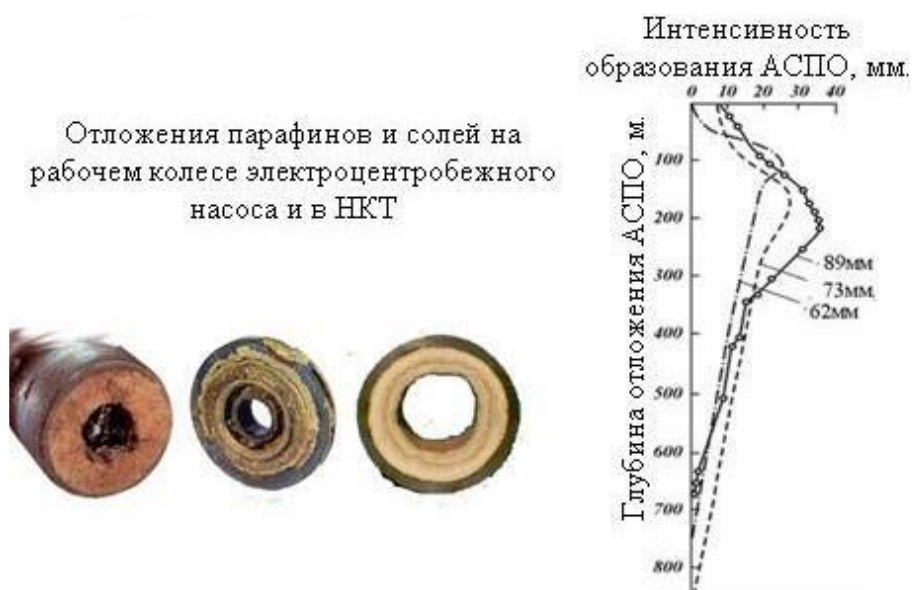 Отложения парафинов и солей на
рабочем колесе электроцентробежного
насоса и в НКТ
Интенсивность
образования АСПО, мм.
0 10 20 30 40
Глубина отложения АСПО, м.
100
200
300
400
500
600
700
800
89мм
73мм,
62мм